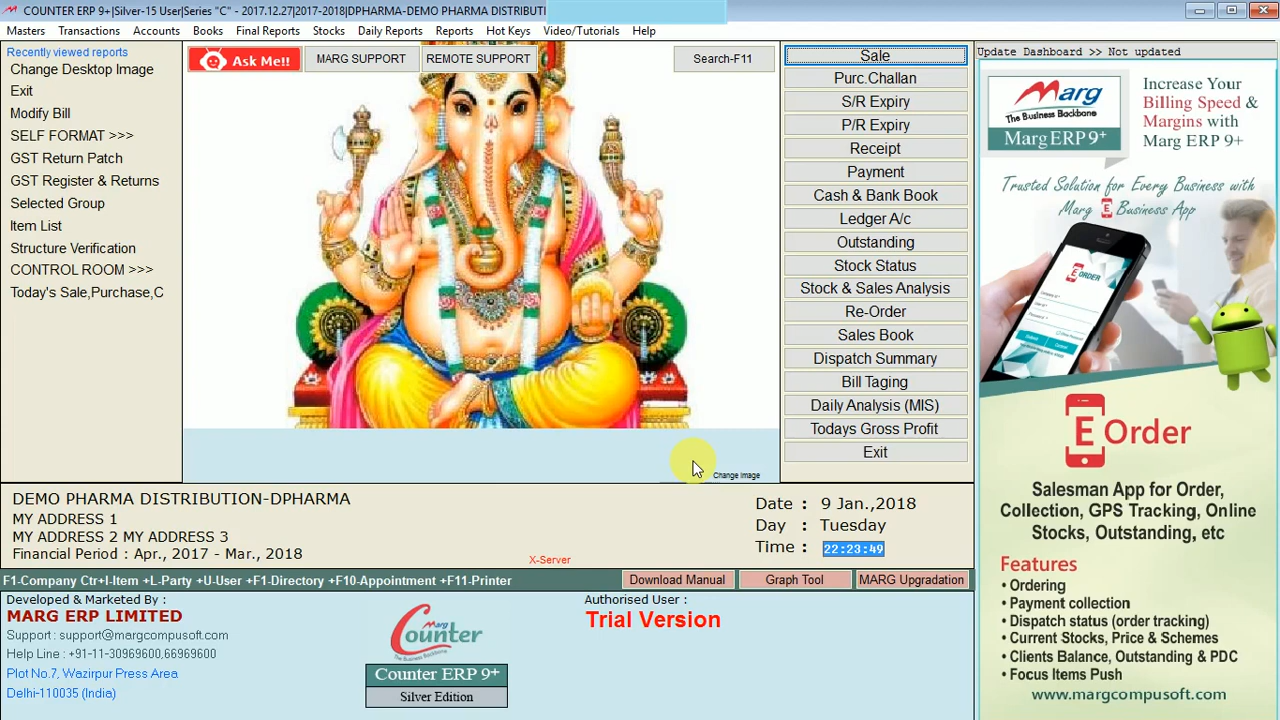 COUNTER ERP 9+|Silver-15 User|Series "C" - 2017.12.27|2017-2018|DPHARMA-DEMO PHARMA DISTRIBUTI
Masters Transactions Accounts Books Final Reports Stocks Daily Reports Reports Hot Keys Video/Tutorials Help
Recently viewed reports
Change Desktop Image
Exit
Modify Bill
SELF FORMAT >>>
GST Return Patch
GST Register & Returns
Selected Group
Item List
Structure Verification
CONTROL ROOM >>>
Today's Sale,Purchase,C
Ask Me!! MARG SUPPORT REMOTE SUPPORT Search-F11
Change Image
Sale
Purc.Challan
S/R Expiry
P/R Expiry
Receipt
Payment
Cash & Bank Book
Ledger A/c
Outstanding
Stock Status
Stock & Sales Analysis
Re-Order
Sales Book
Dispatch Summary
Bill Taging
Daily Analysis (MIS)
Todays Gross Profit
Exit
Update Dashboard >> Not updated
Marg
The Business Backbone
Marg ERP 9+
Increase Your
Billing Speed &
Margins with
Marg ERP 9+
Trusted Solution for Every Business with
Marg E Business App
E ORDER
E Order
Salesman App for Order,
Collection, GPS Tracking, Online
Stocks, Outstanding, etc
Features
• Ordering
• Payment collection
• Dispatch status (order tracking)
• Current Stocks, Price & Schemes
• Clients Balance, Outstanding & PDC
• Focus Items Push
www.margcompusoft.com
DEMO PHARMA DISTRIBUTION-DPHARMA
MY ADDRESS 1
MY ADDRESS 2 MY ADDRESS 3
Financial Period : Apr., 2017 - Mar., 2018
X-Server
Date : 9 Jan.,2018
Day : Tuesday
Time : 22:23:49
F1-Company Ctr+I-Item +L-Party +U-User +F1-Directory +F10-Appointment +F11-Printer
Download Manual Graph Tool MARG Upgradation
Developed & Marketed By :
MARG ERP LIMITED
Support : support@margcompusoft.com
Help Line : +91-11-30969600,66969600
Plot No.7, Wazirpur Press Area
Delhi-110035 (India)
Marg
Counter
The Business Backbone
Counter ERP 9+
Silver Edition
Authorised User :
Trial Version